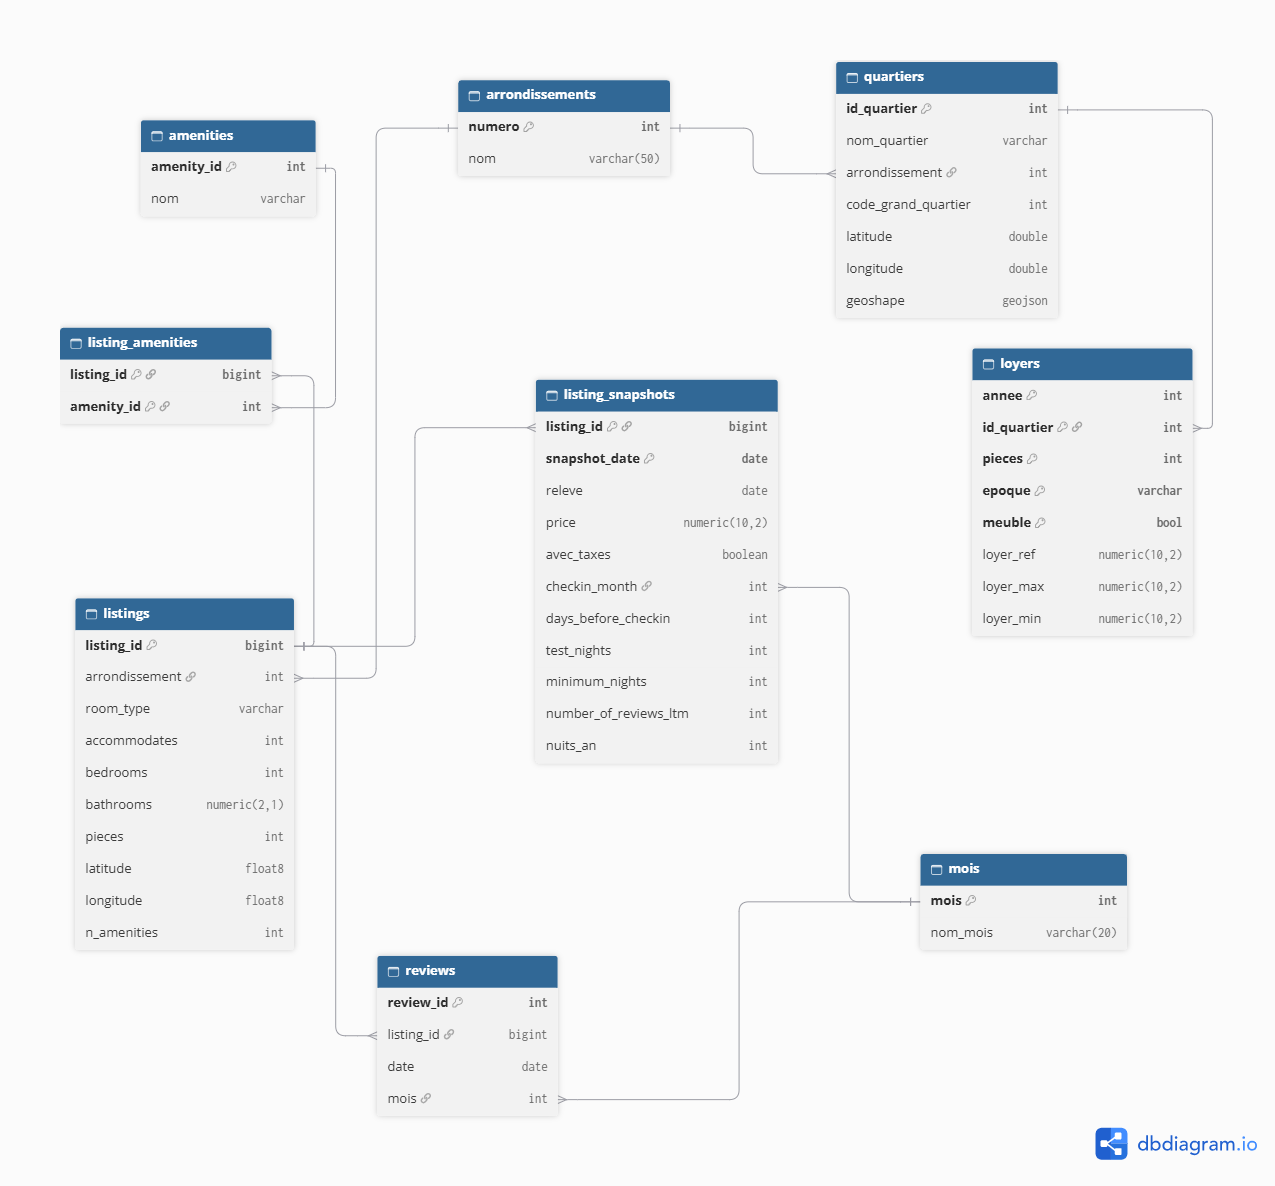 amenities
amenity_id int
nom varchar
arrondissements
numero int
nom varchar(50)
quartiers
id_quartier int
nom_quartier varchar
arrondissement int
code_grand_quartier int
latitude double
longitude double
geoshape geojson
listing_amenities
listing_id bigint
amenity_id int
listing_snapshots
listing_id bigint
snapshot_date date
releve date
price numeric(10,2)
avec_taxes boolean
checkin_month int
days_before_checkin int
test_nights int
minimum_nights int
number_of_reviews_ltm int
nuits_an int
loyers
annee int
id_quartier int
pieces int
epoque varchar
meuble bool
loyer_ref numeric(10,2)
loyer_max numeric(10,2)
loyer_min numeric(10,2)
listings
listing_id bigint
arrondissement int
room_type varchar
accommodates int
bedrooms int
bathrooms numeric(2,1)
pieces int
latitude float8
longitude float8
n_amenities int
mois
mois int
nom_mois varchar(20)
reviews
review_id int
listing_id bigint
date date
mois int
dbdiagram.io